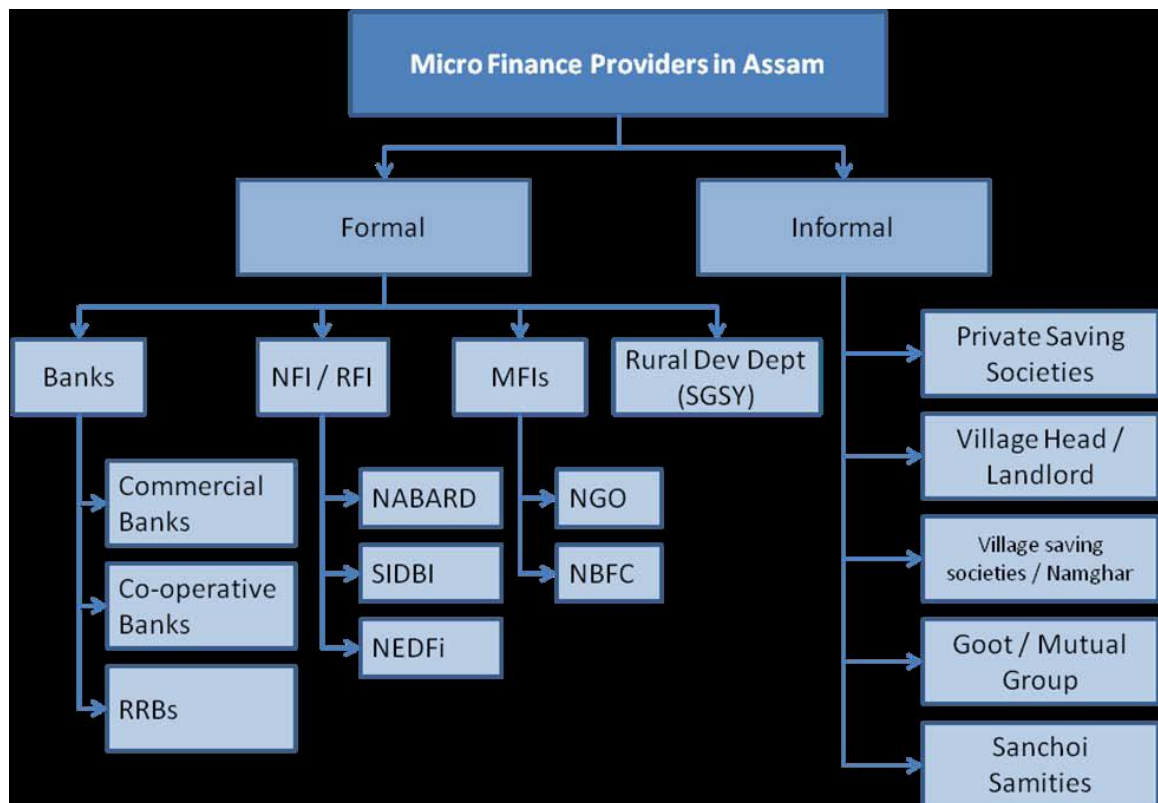 Micro Finance Providers in Assam
Formal
Informal
Banks
NFI / RFI
MFIs
Rural Dev Dept
(SGSY)
Commercial
Banks
Co-operative
Banks
RRBs
NABARD
SIDBI
NEDFi
NGO
NBFC
Private Saving
Societies
Village Head /
Landlord
Village saving
societies / Namghar
Goot / Mutual
Group
Sanchoi
Samities